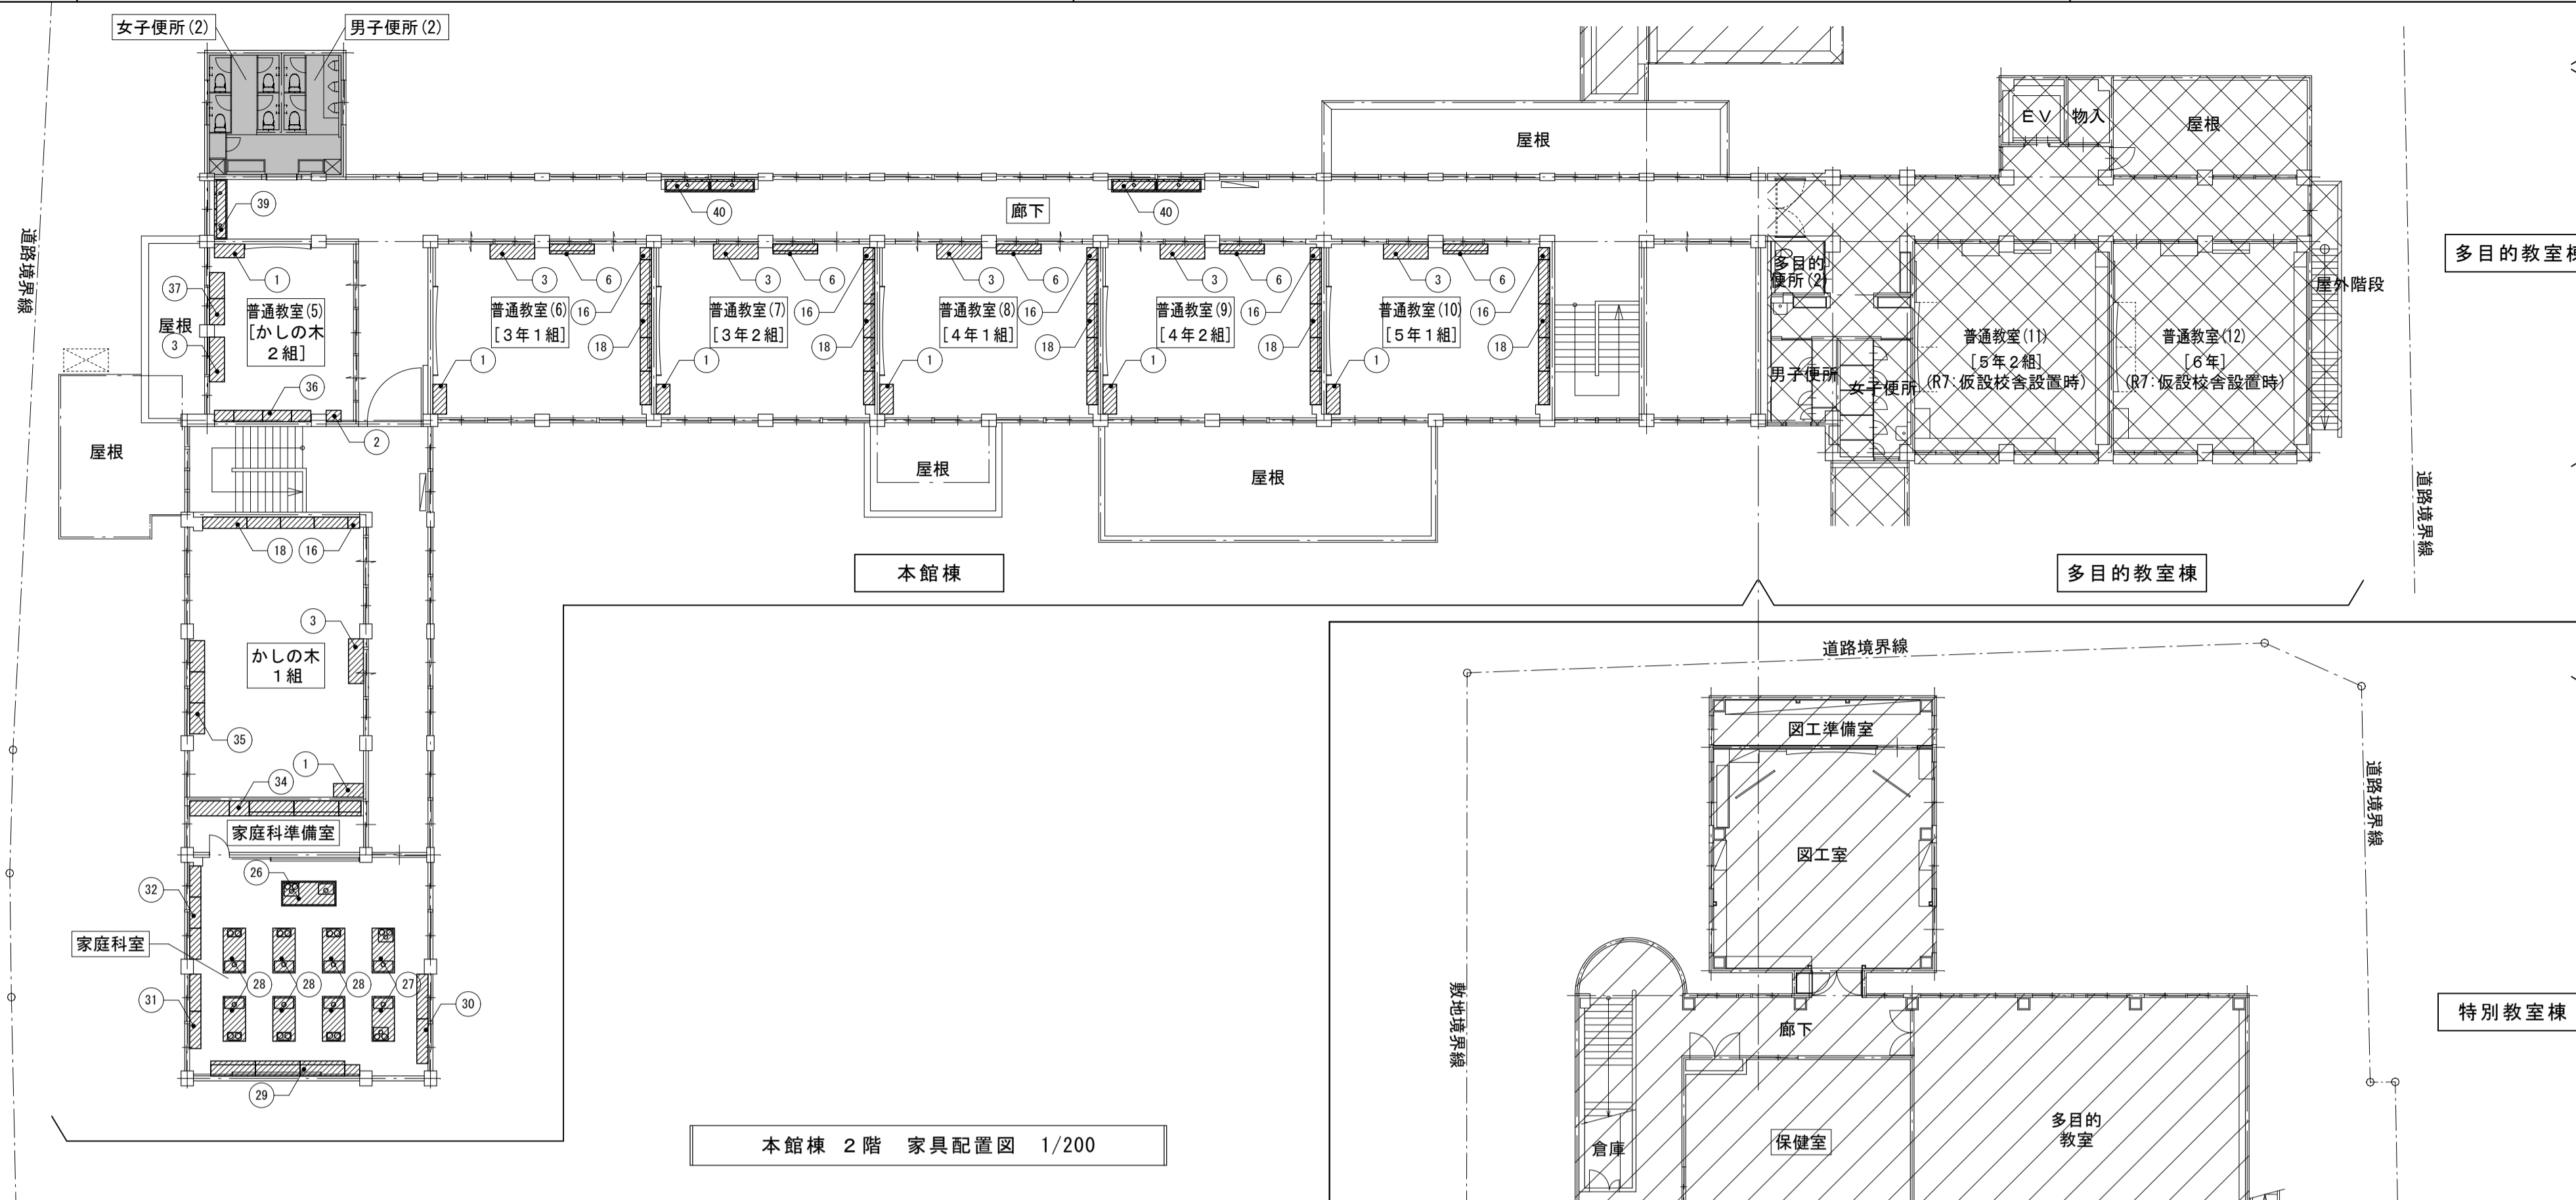 女子便所(2)
男子便所(2)
道路境界線
屋根
ＥＶ
物入
屋根
39
40
廊下
40
1
3
6
3
6
3
6
3
6
3
6
多目的
便所(2)
屋外階段
多目的教室棟
37
屋根
3
普通教室(5)
[かしの木
２組]
36
2
普通教室(6)
[３年１組]
16
18
1
普通教室(7)
[３年２組]
16
18
1
普通教室(8)
[４年１組]
16
18
1
普通教室(9)
[４年２組]
16
18
1
普通教室(10)
[５年１組]
16
18
1
男子便所
女子便所
普通教室(11)
[５年２組]
(R7:仮設校舎設置時)
普通教室(12)
[６年]
(R7:仮設校舎設置時)
屋根
屋根
屋根
道路境界線
18
16
本館棟
多目的教室棟
3
かしの木
１組
35
1
34
家庭科準備室
26
32
家庭科室
28
28
28
27
31
30
29
本館棟 ２階 家具配置図 1/200
道路境界線
図工準備室
道路境界線
図工室
敷地境界線
廊下
特別教室棟
倉庫
保健室
多目的
教室